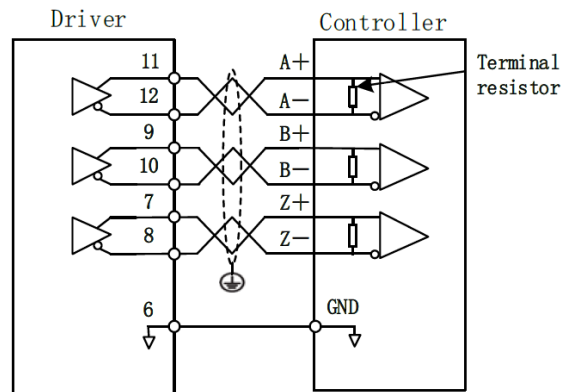 Driver
Controller
11
A+
Terminal
resistor
12
A-
9
B+
10
B-
7
Z+
8
Z-
6
GND